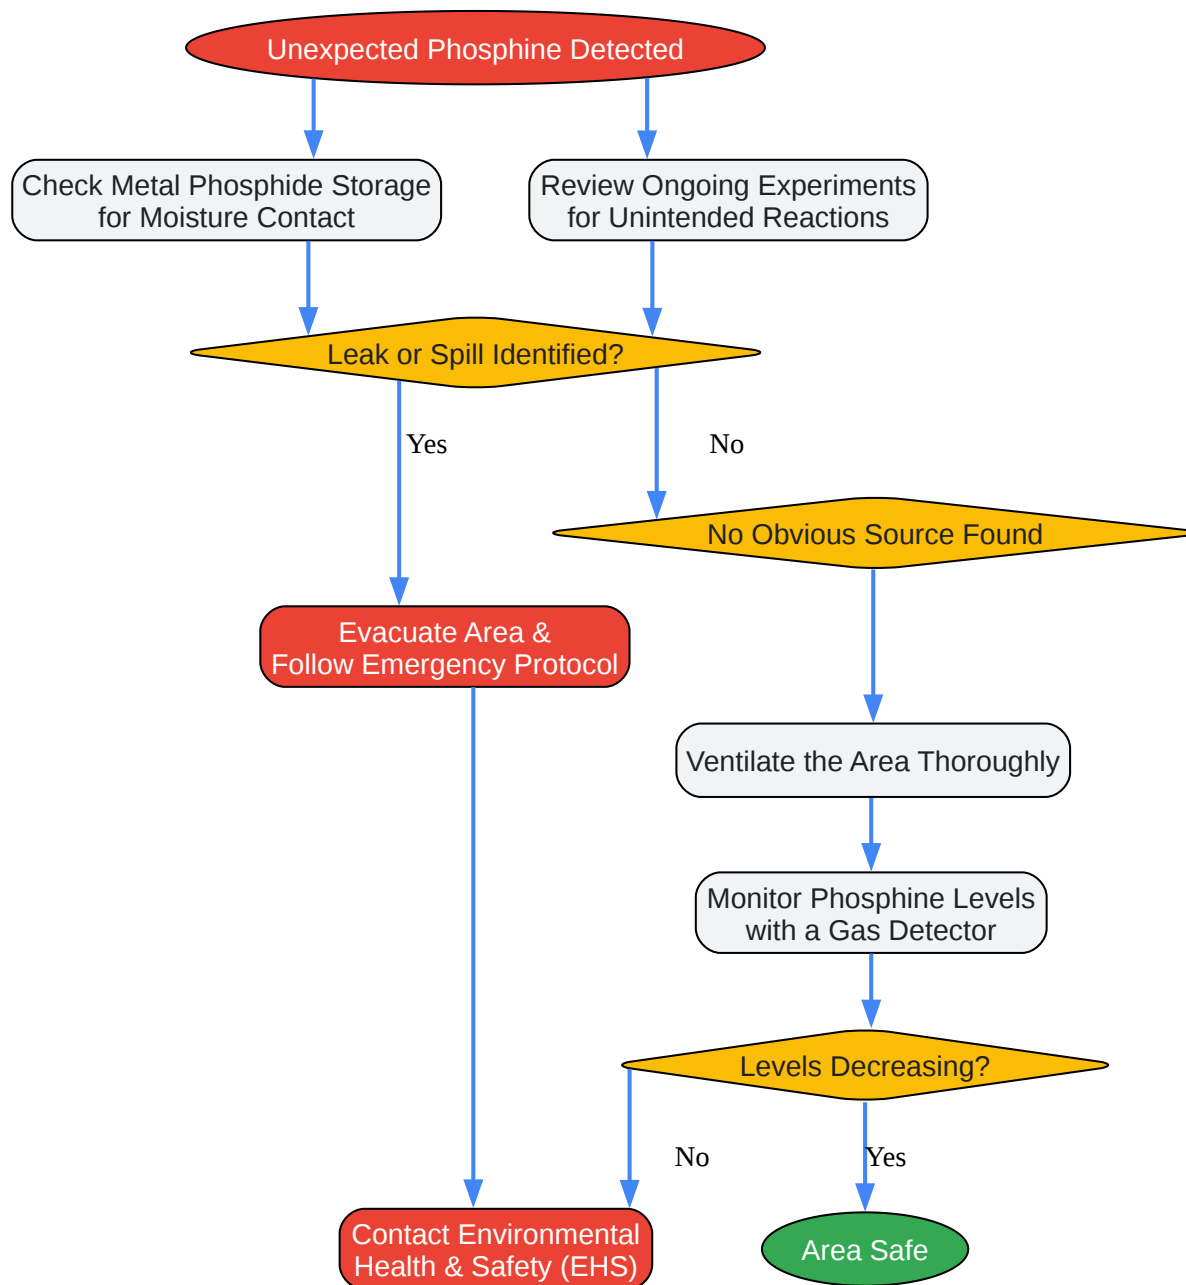 Unexpected Phosphine Detected
Check Metal Phosphide Storage
for Moisture Contact
Review Ongoing Experiments
for Unintended Reactions
Leak or Spill Identified?
Yes
No
No Obvious Source Found
Evacuate Area &
Follow Emergency Protocol
Ventilate the Area Thoroughly
Monitor Phosphine Levels
with a Gas Detector
Levels Decreasing?
No
Yes
Contact Environmental
Health & Safety (EHS)
Area Safe